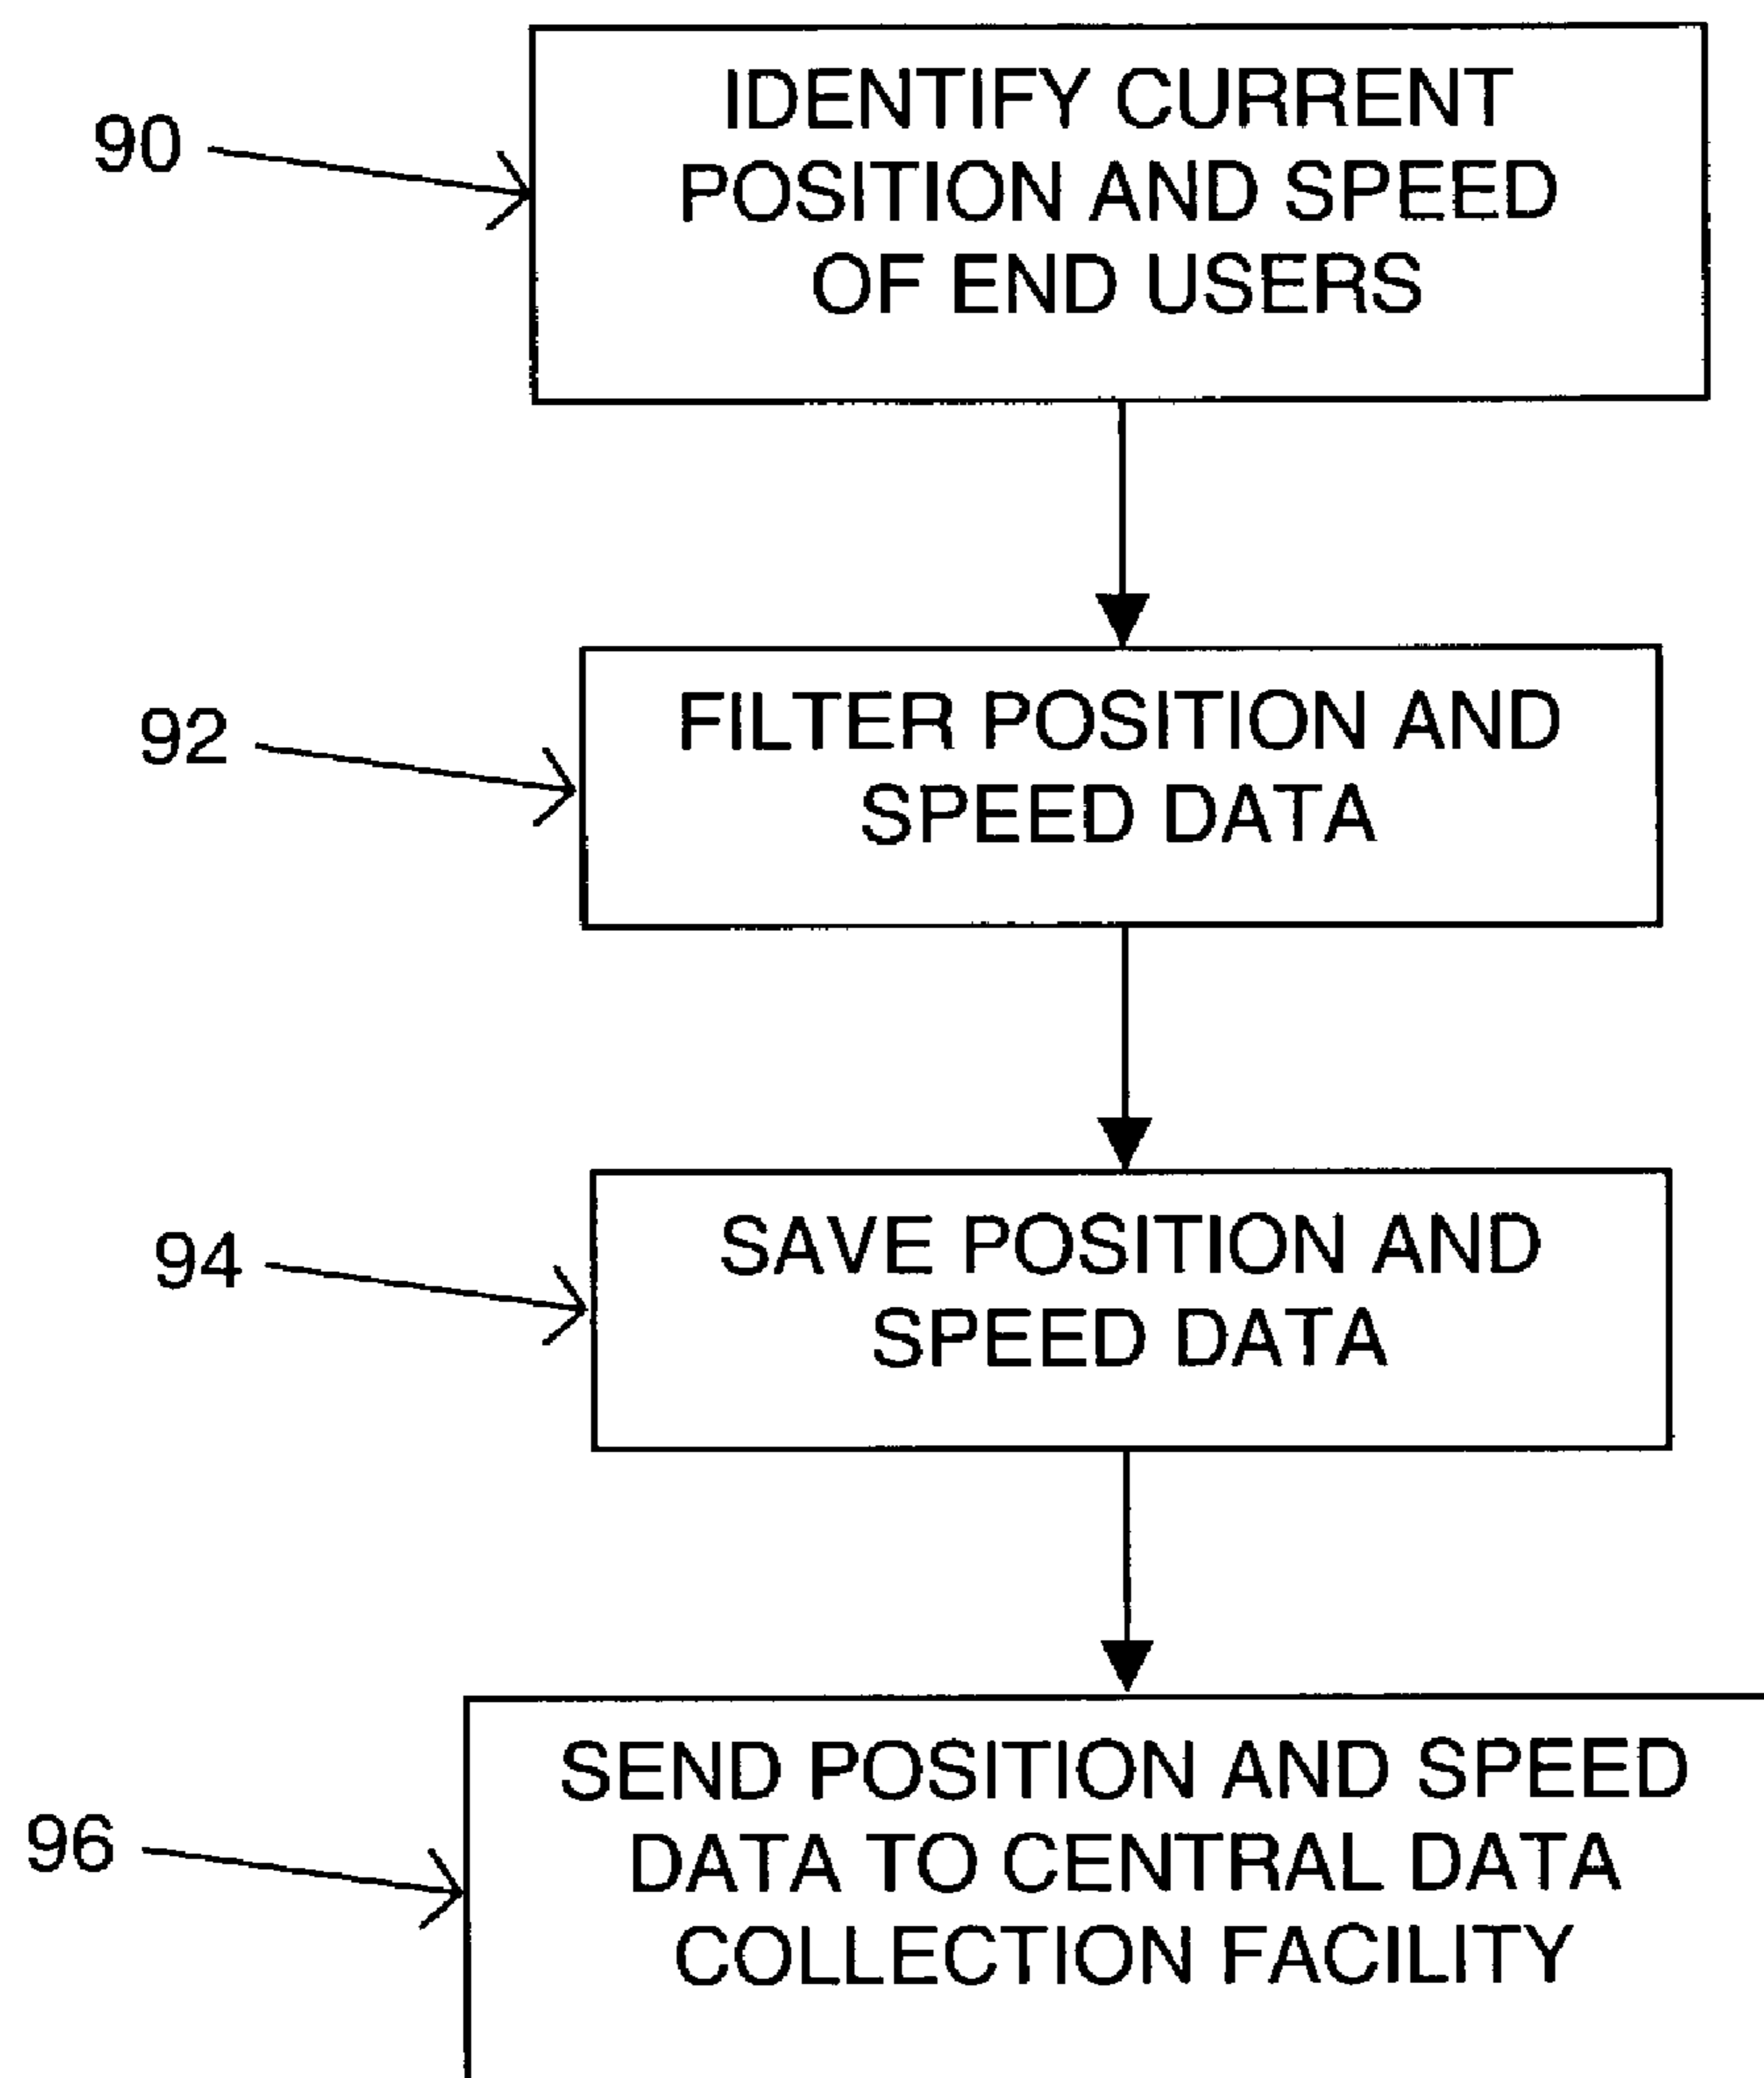 90
IDENTIFY CURRENT
POSITION AND SPEED
OF END USERS
92
FILTER POSITION AND
SPEED DATA
94
SAVE POSITION AND
SPEED DATA
96
SEND POSITION AND SPEED
DATA TO CENTRAL DATA
COLLECTION FACILITY